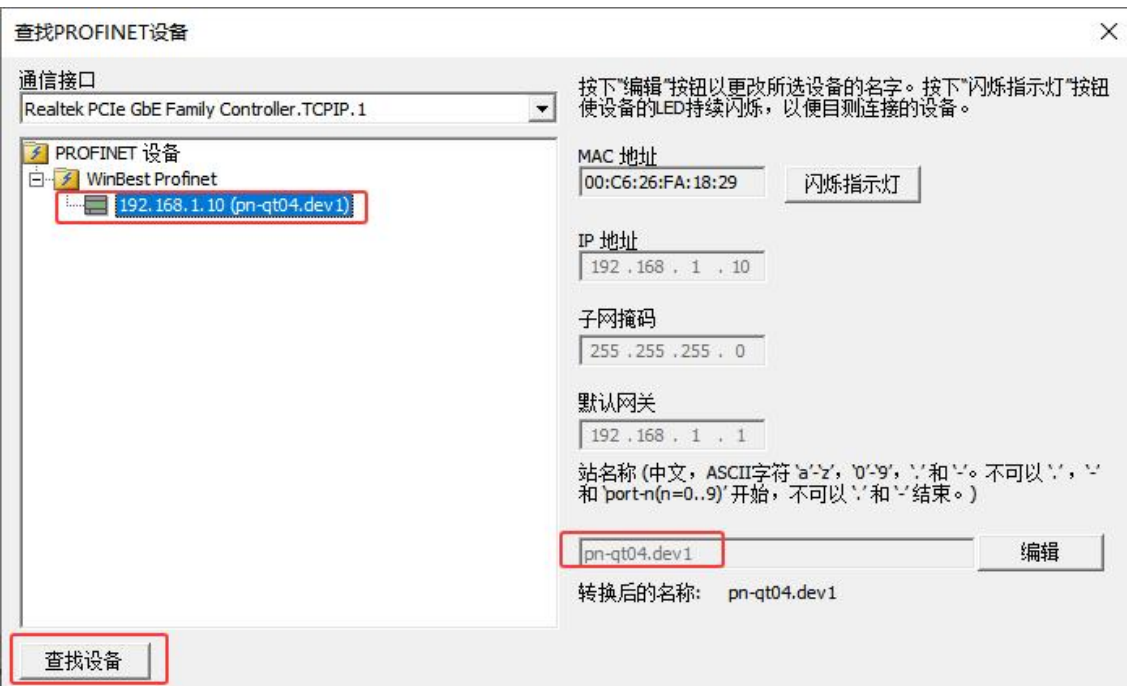 查找PROFINET设备
通信接口
Realtek PCIe GbE Family Controller.TCPIP.1
PROFINET 设备
WinBest Profinet
192.168.1.10 (pn-qt04.dev1)
查找设备
按下"编辑"按钮以更改所选设备的名字。按下"闪烁指示灯"按钮
使设备的LED持续闪烁，以便目测连接的设备。
MAC 地址
00:C6:26:FA:18:29
闪烁指示灯
IP 地址
192 . 168 . 1 . 10
子网掩码
255 . 255 . 255 . 0
默认网关
192 . 168 . 1 . 1
站名称 (中文，ASCII字符 'a'-'z'，'0'-'9'，'.' 和 '-'。不可以 '.'，'-'
和 'port-n(n=0..9)' 开始，不可以 '.' 和 '-' 结束。)
pn-qt04.dev1
编辑
转换后的名称: pn-qt04.dev1